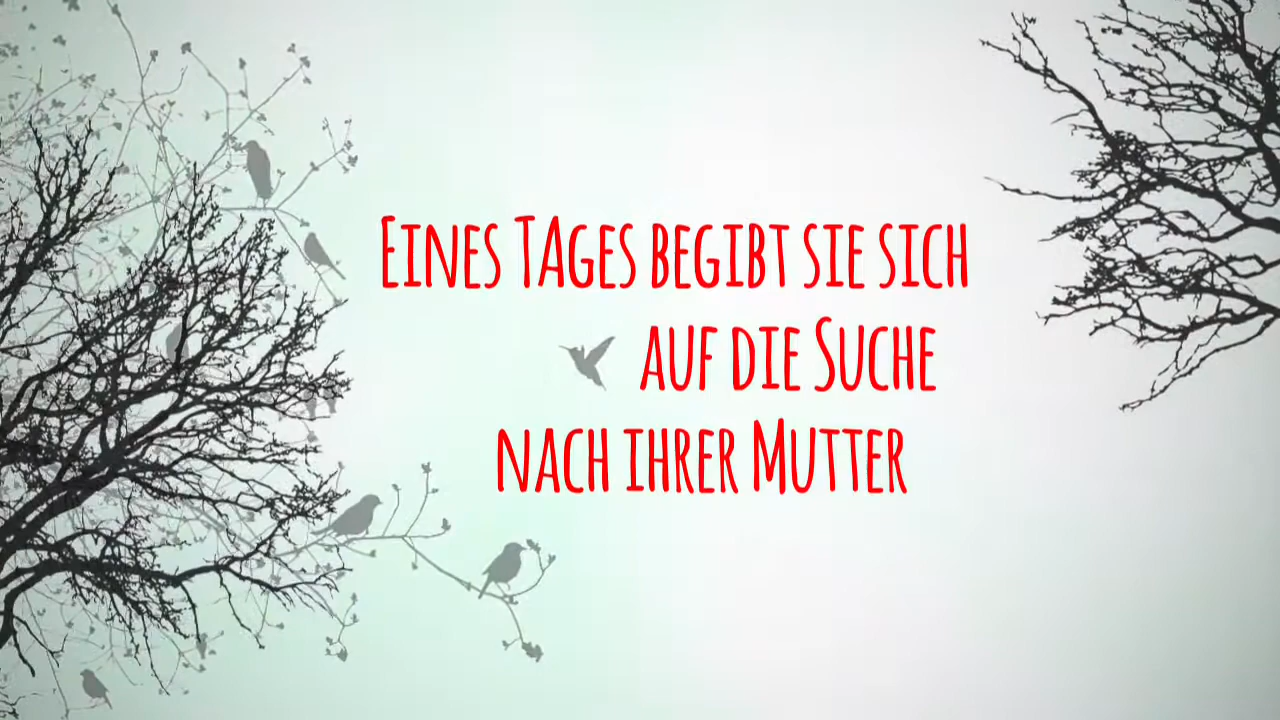 Eines TAges begibt sie sich
auf die Suche
nach ihrer Mutter